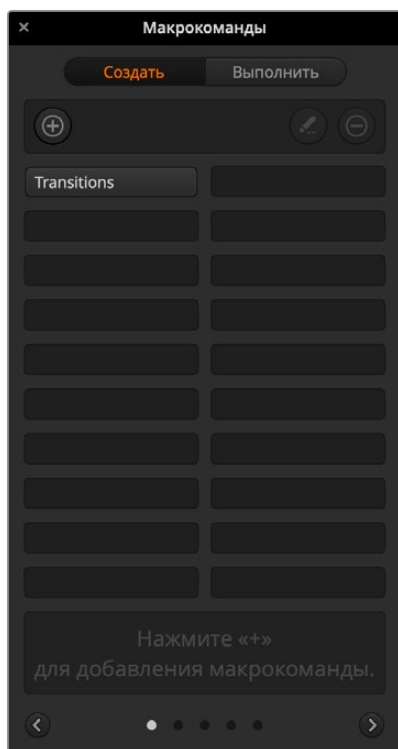 Макрокоманды
Создать Выполнить
Transitions
Нажмите «+»
для добавления макрокоманды.